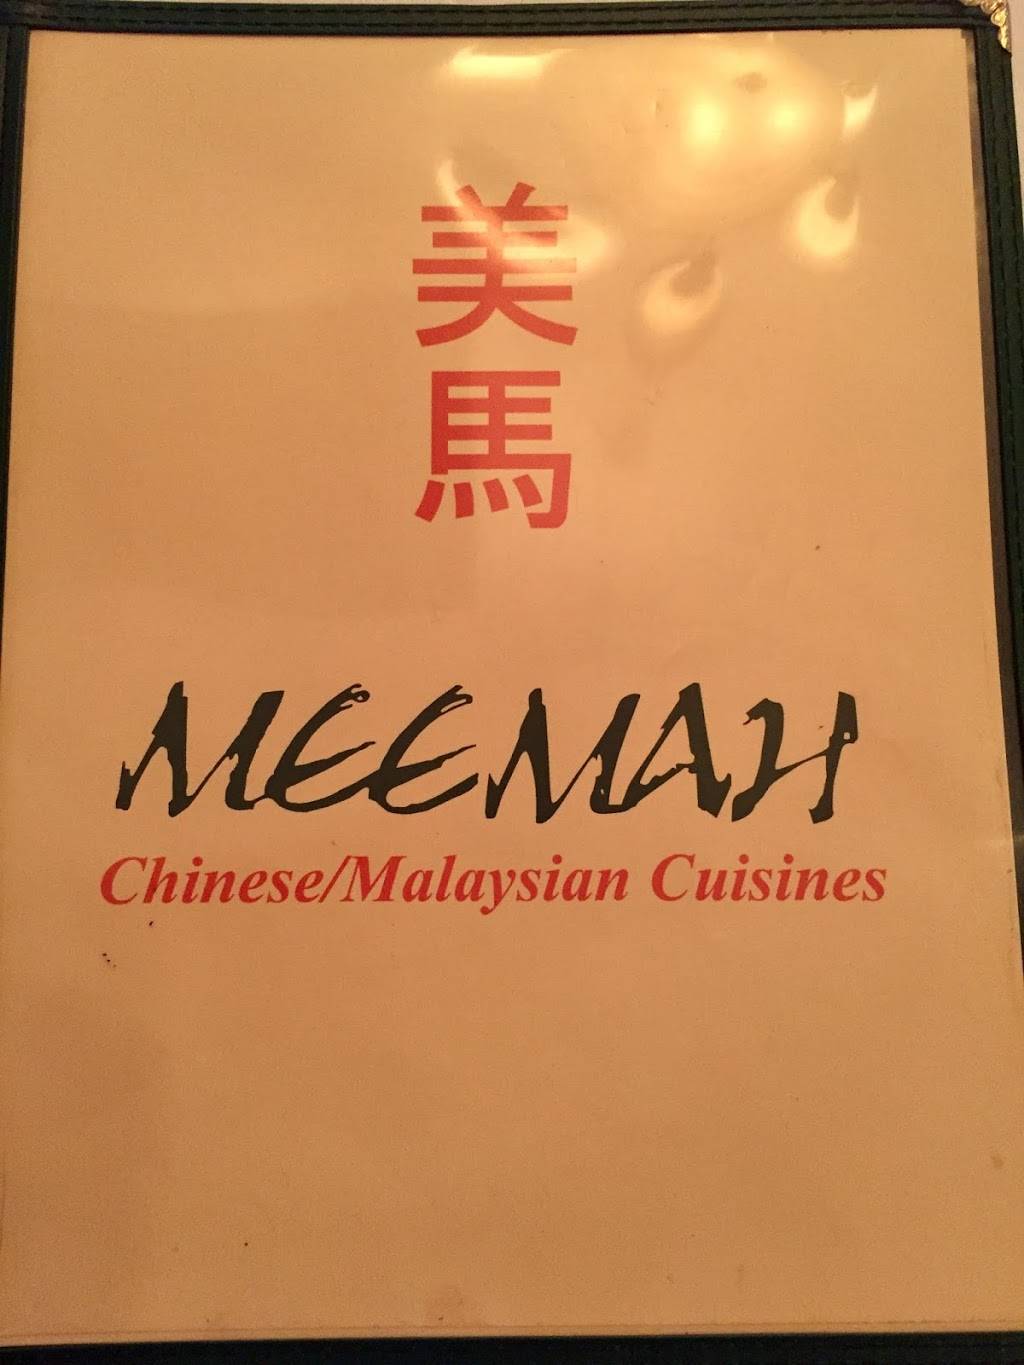 美
馬
MEEMAH
Chinese/Malaysian Cuisines